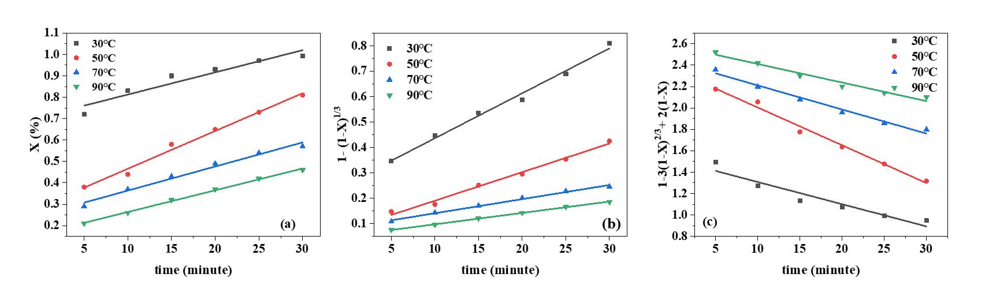 X (%)
1.1
1.0
0.9
0.8
0.7
0.6
0.5
0.4
0.3
0.2
30°C
50°C
70°C
90°C
(a)
5 10 15 20 25 30
time (minute)
1- (1-X)^1/3
0.8
0.7
0.6
0.5
0.4
0.3
0.2
0.1
30°C
50°C
70°C
90°C
(b)
5 10 15 20 25 30
time (minute)
1-3(1-X)^2/3+ 2(1-X)
2.6
2.4
2.2
2.0
1.8
1.6
1.4
1.2
1.0
0.8
30°C
50°C
70°C
90°C
(c)
5 10 15 20 25 30
time (minute)